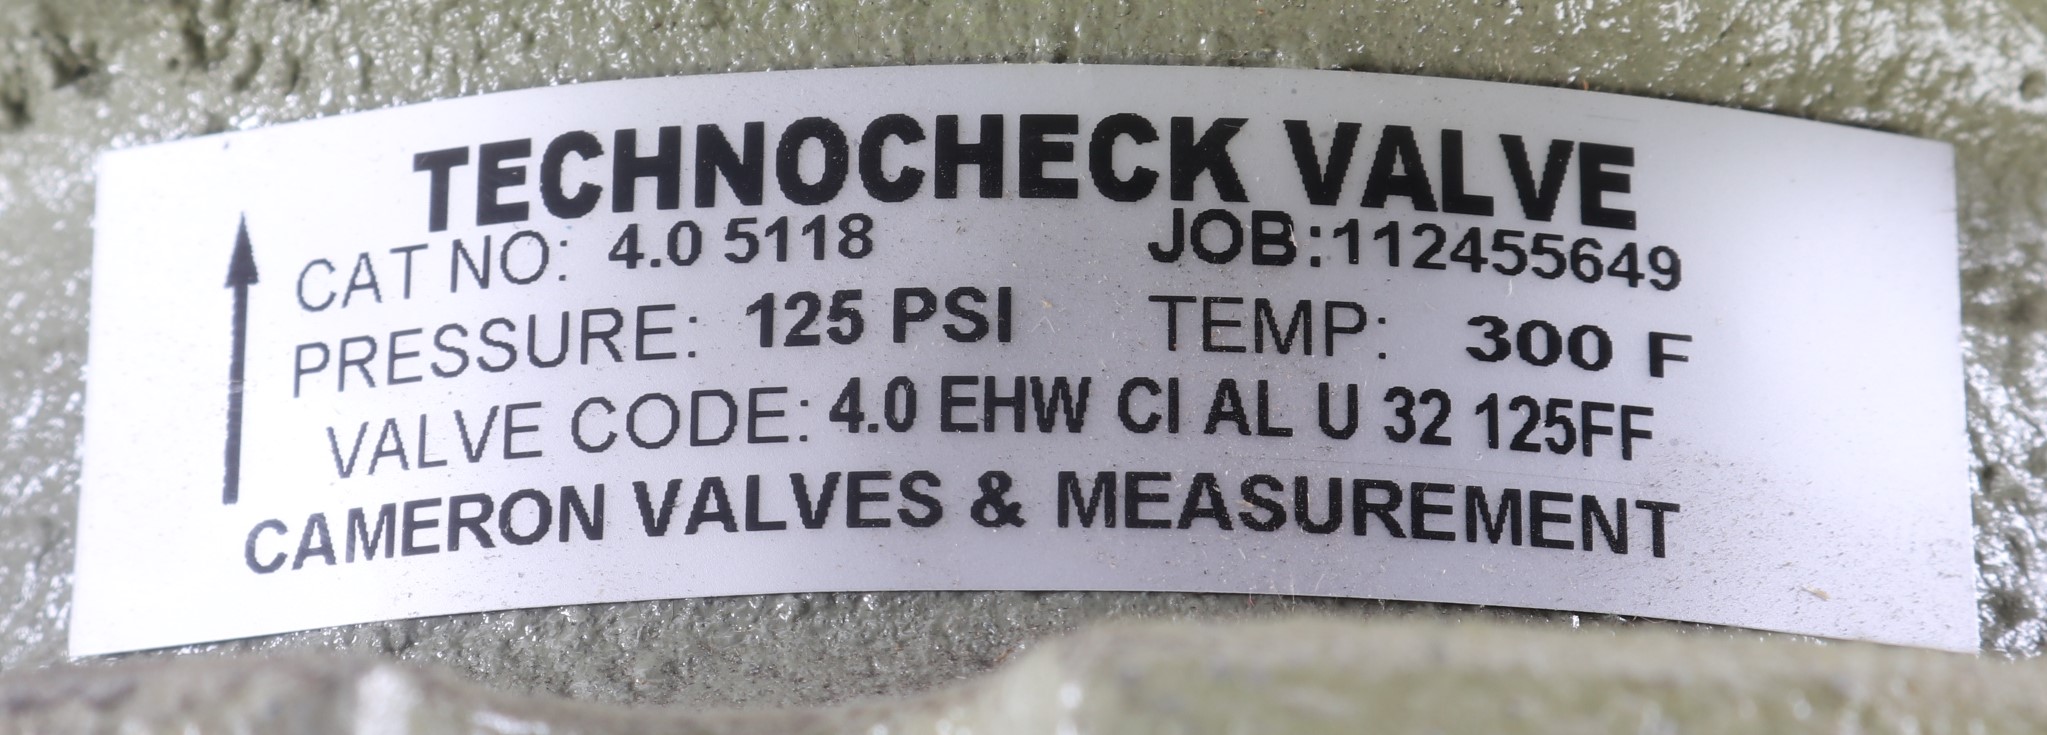 TECHNOCHECK VALVE
CAT NO: 4.0 5118 JOB:112455649
PRESSURE: 125 PSI TEMP: 300 F
VALVE CODE: 4.0 EHW CI AL U 32 125FF
CAMERON VALVES & MEASUREMENT